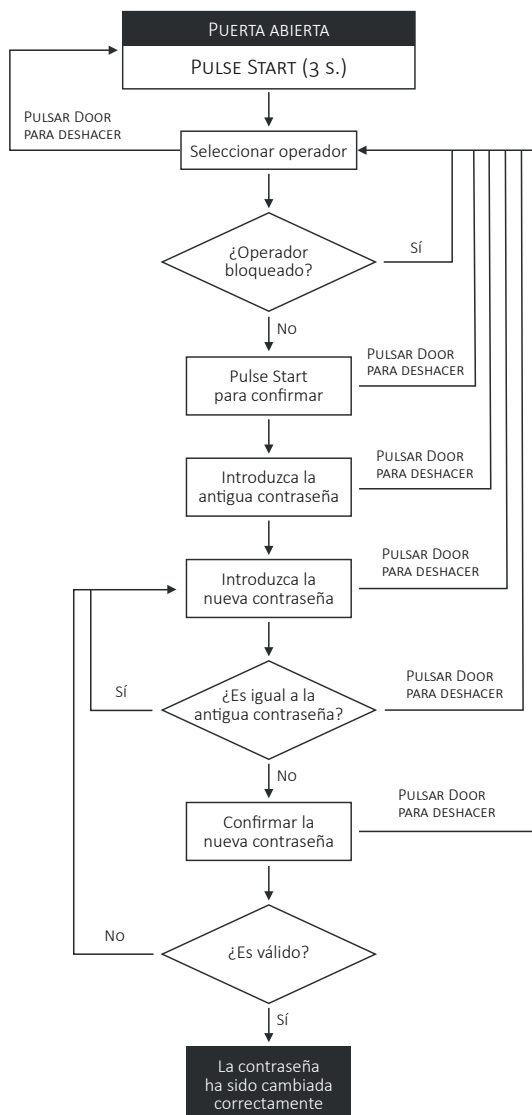 Puerta abierta
Pulse Start (3 s.)
Pulsar Door
para deshacer
Seleccionar operador
¿Operador
bloqueado?
Sí
No
Pulse Start
para confirmar
Pulsar Door
para deshacer
Introduzca la
antigua contraseña
Pulsar Door
para deshacer
Introduzca la
nueva contraseña
Pulsar Door
para deshacer
¿Es igual a la
antigua contraseña?
Sí
Pulsar Door
para deshacer
No
Confirmar la
nueva contraseña
Pulsar Door
para deshacer
¿Es válido?
No
Sí
La contraseña
ha sido cambiada
correctamente